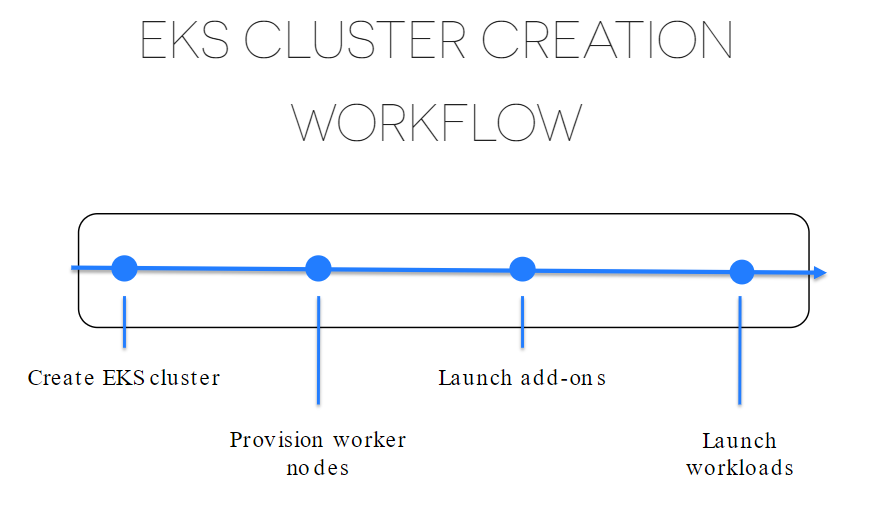 EKS CLUSTER CREATION
WORKFLOW
Create EKS cluster
Launch add-ons
Provision worker
nodes
Launch
workloads